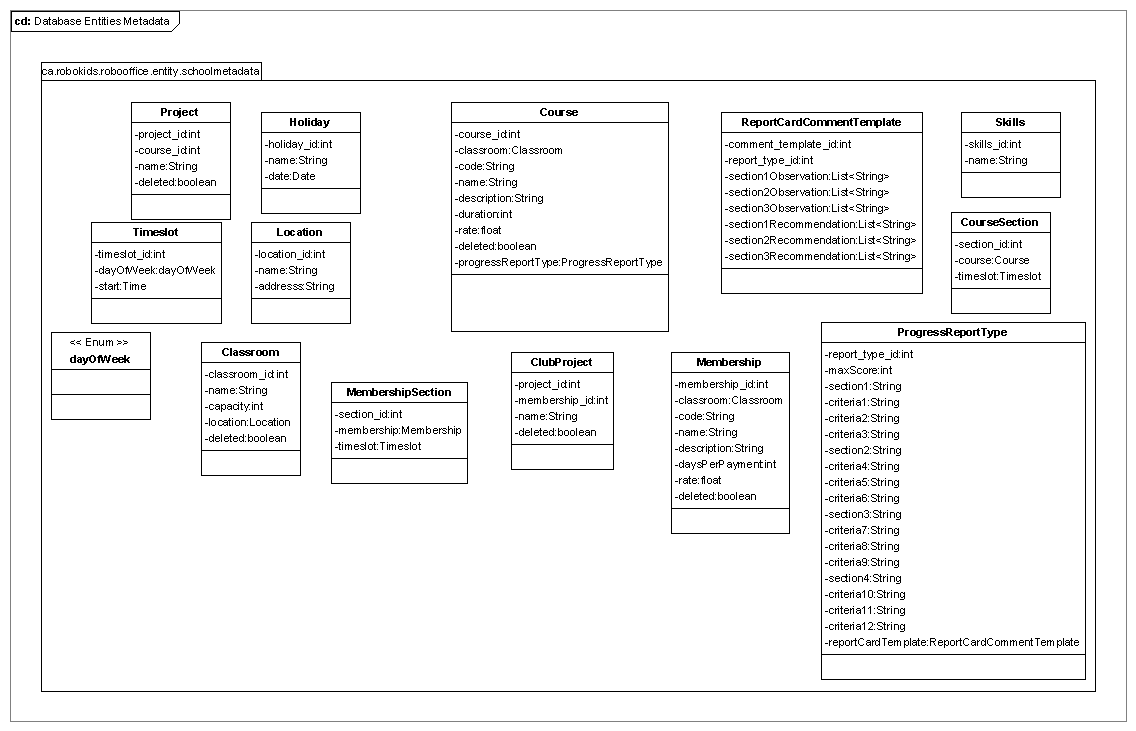 cd: Database Entities Metadata
ca.robokids.robooffice.entity.schoolmetadata
Project
-project_id:int
-course_id:int
-name:String
-deleted:boolean
Holiday
-holiday_id:int
-name:String
-date:Date
Course
-course_id:int
-classroom:Classroom
-code:String
-name:String
-description:String
-duration:int
-rate:float
-deleted:boolean
-progressReportType:ProgressReportType
ReportCardCommentTemplate
-comment_template_id:int
-report_type_id:int
-section1Observation:List<String>
-section2Observation:List<String>
-section3Observation:List<String>
-section1Recommendation:List<String>
-section2Recommendation:List<String>
-section3Recommendation:List<String>
Skills
-skills_id:int
-name:String
Timeslot
-timeslot_id:int
-dayOfWeek:dayOfWeek
-start:Time
Location
-location_id:int
-name:String
-addresss:String
CourseSection
-section_id:int
-course:Course
-timeslot:Timeslot
<< Enum >>
dayOfWeek
Classroom
-classroom_id:int
-name:String
-capacity:int
-location:Location
-deleted:boolean
MembershipSection
-section_id:int
-membership:Membership
-timeslot:Timeslot
ClubProject
-project_id:int
-membership_id:int
-name:String
-deleted:boolean
Membership
-membership_id:int
-classroom:Classroom
-code:String
-name:String
-description:String
-daysPerPayment:int
-rate:float
-deleted:boolean
ProgressReportType
-report_type_id:int
-maxScore:int
-section1:String
-criteria1:String
-criteria2:String
-criteria3:String
-section2:String
-criteria4:String
-criteria5:String
-criteria6:String
-section3:String
-criteria7:String
-criteria8:String
-criteria9:String
-section4:String
-criteria10:String
-criteria11:String
-criteria12:String
-reportCardTemplate:ReportCardCommentTemplate